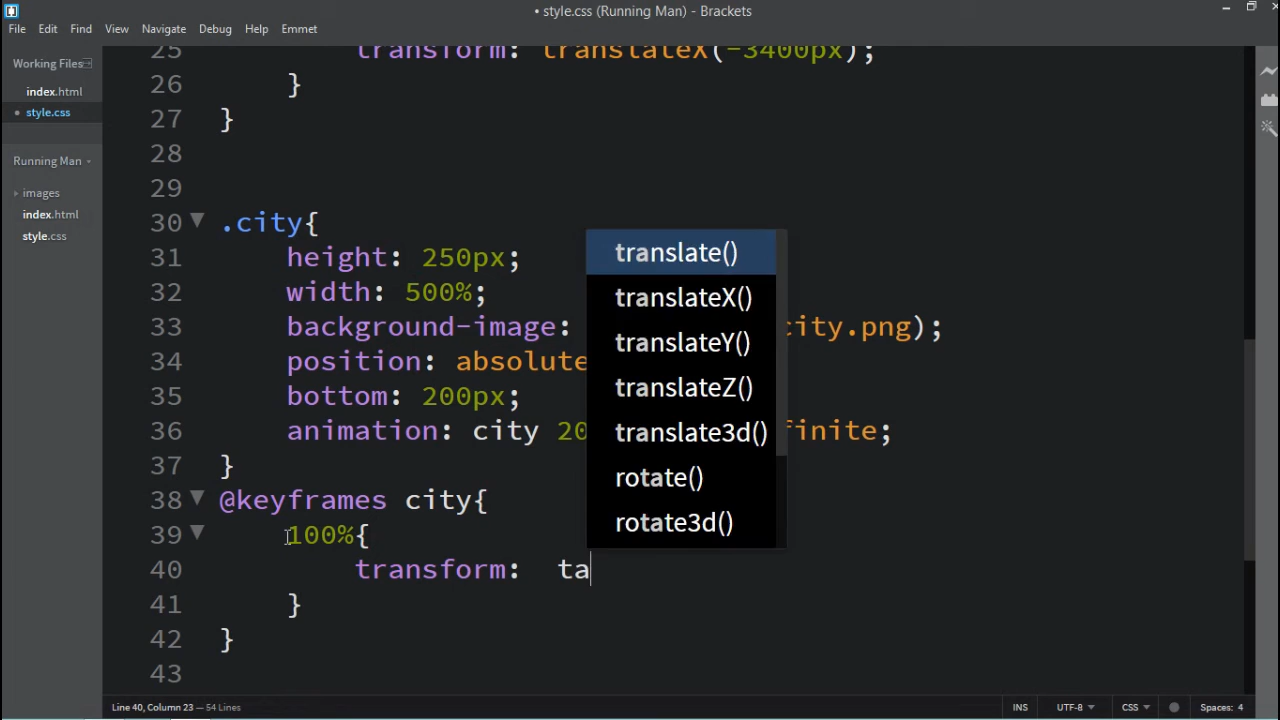 • style.css (Running Man) - Brackets
File Edit Find View Navigate Debug Help Emmet
Working Files
index.html
• style.css
Running Man
images
index.html
style.css
25 transform: translateX(-3400px);
26 }
27 }
28
29
30 .city{
31 height: 250px;
32 width: 500%;
33 background-image: city.png);
34 position: absolute
35 bottom: 200px;
36 animation: city 20 finite;
37 }
38 @keyframes city{
39 100%{
40 transform: ta
41 }
42 }
43
translate()
translateX()
translateY()
translateZ()
translate3d()
rotate()
rotate3d()
Line 40, Column 23 — 54 Lines
INS UTF-8 CSS Spaces: 4